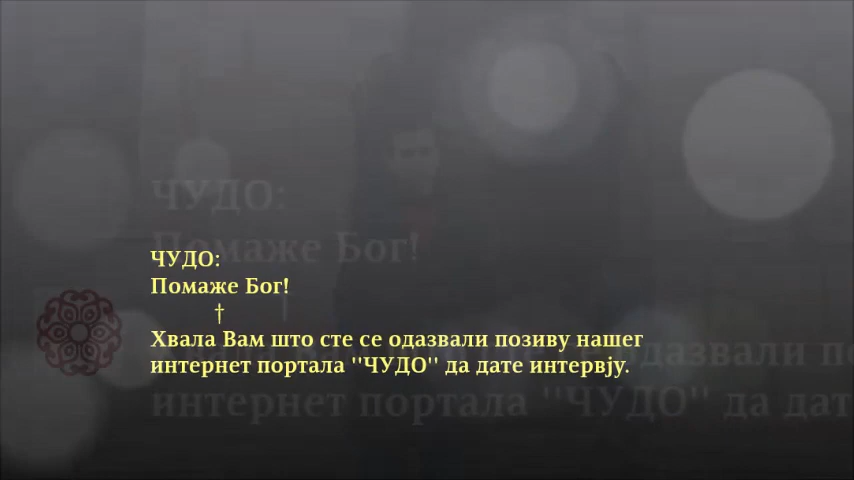 ЧУДО:
Помаже Бог!
†
Хвала Вам што сте се одазвали позиву нашег
интернет портала ''ЧУДО'' да дате интервју.